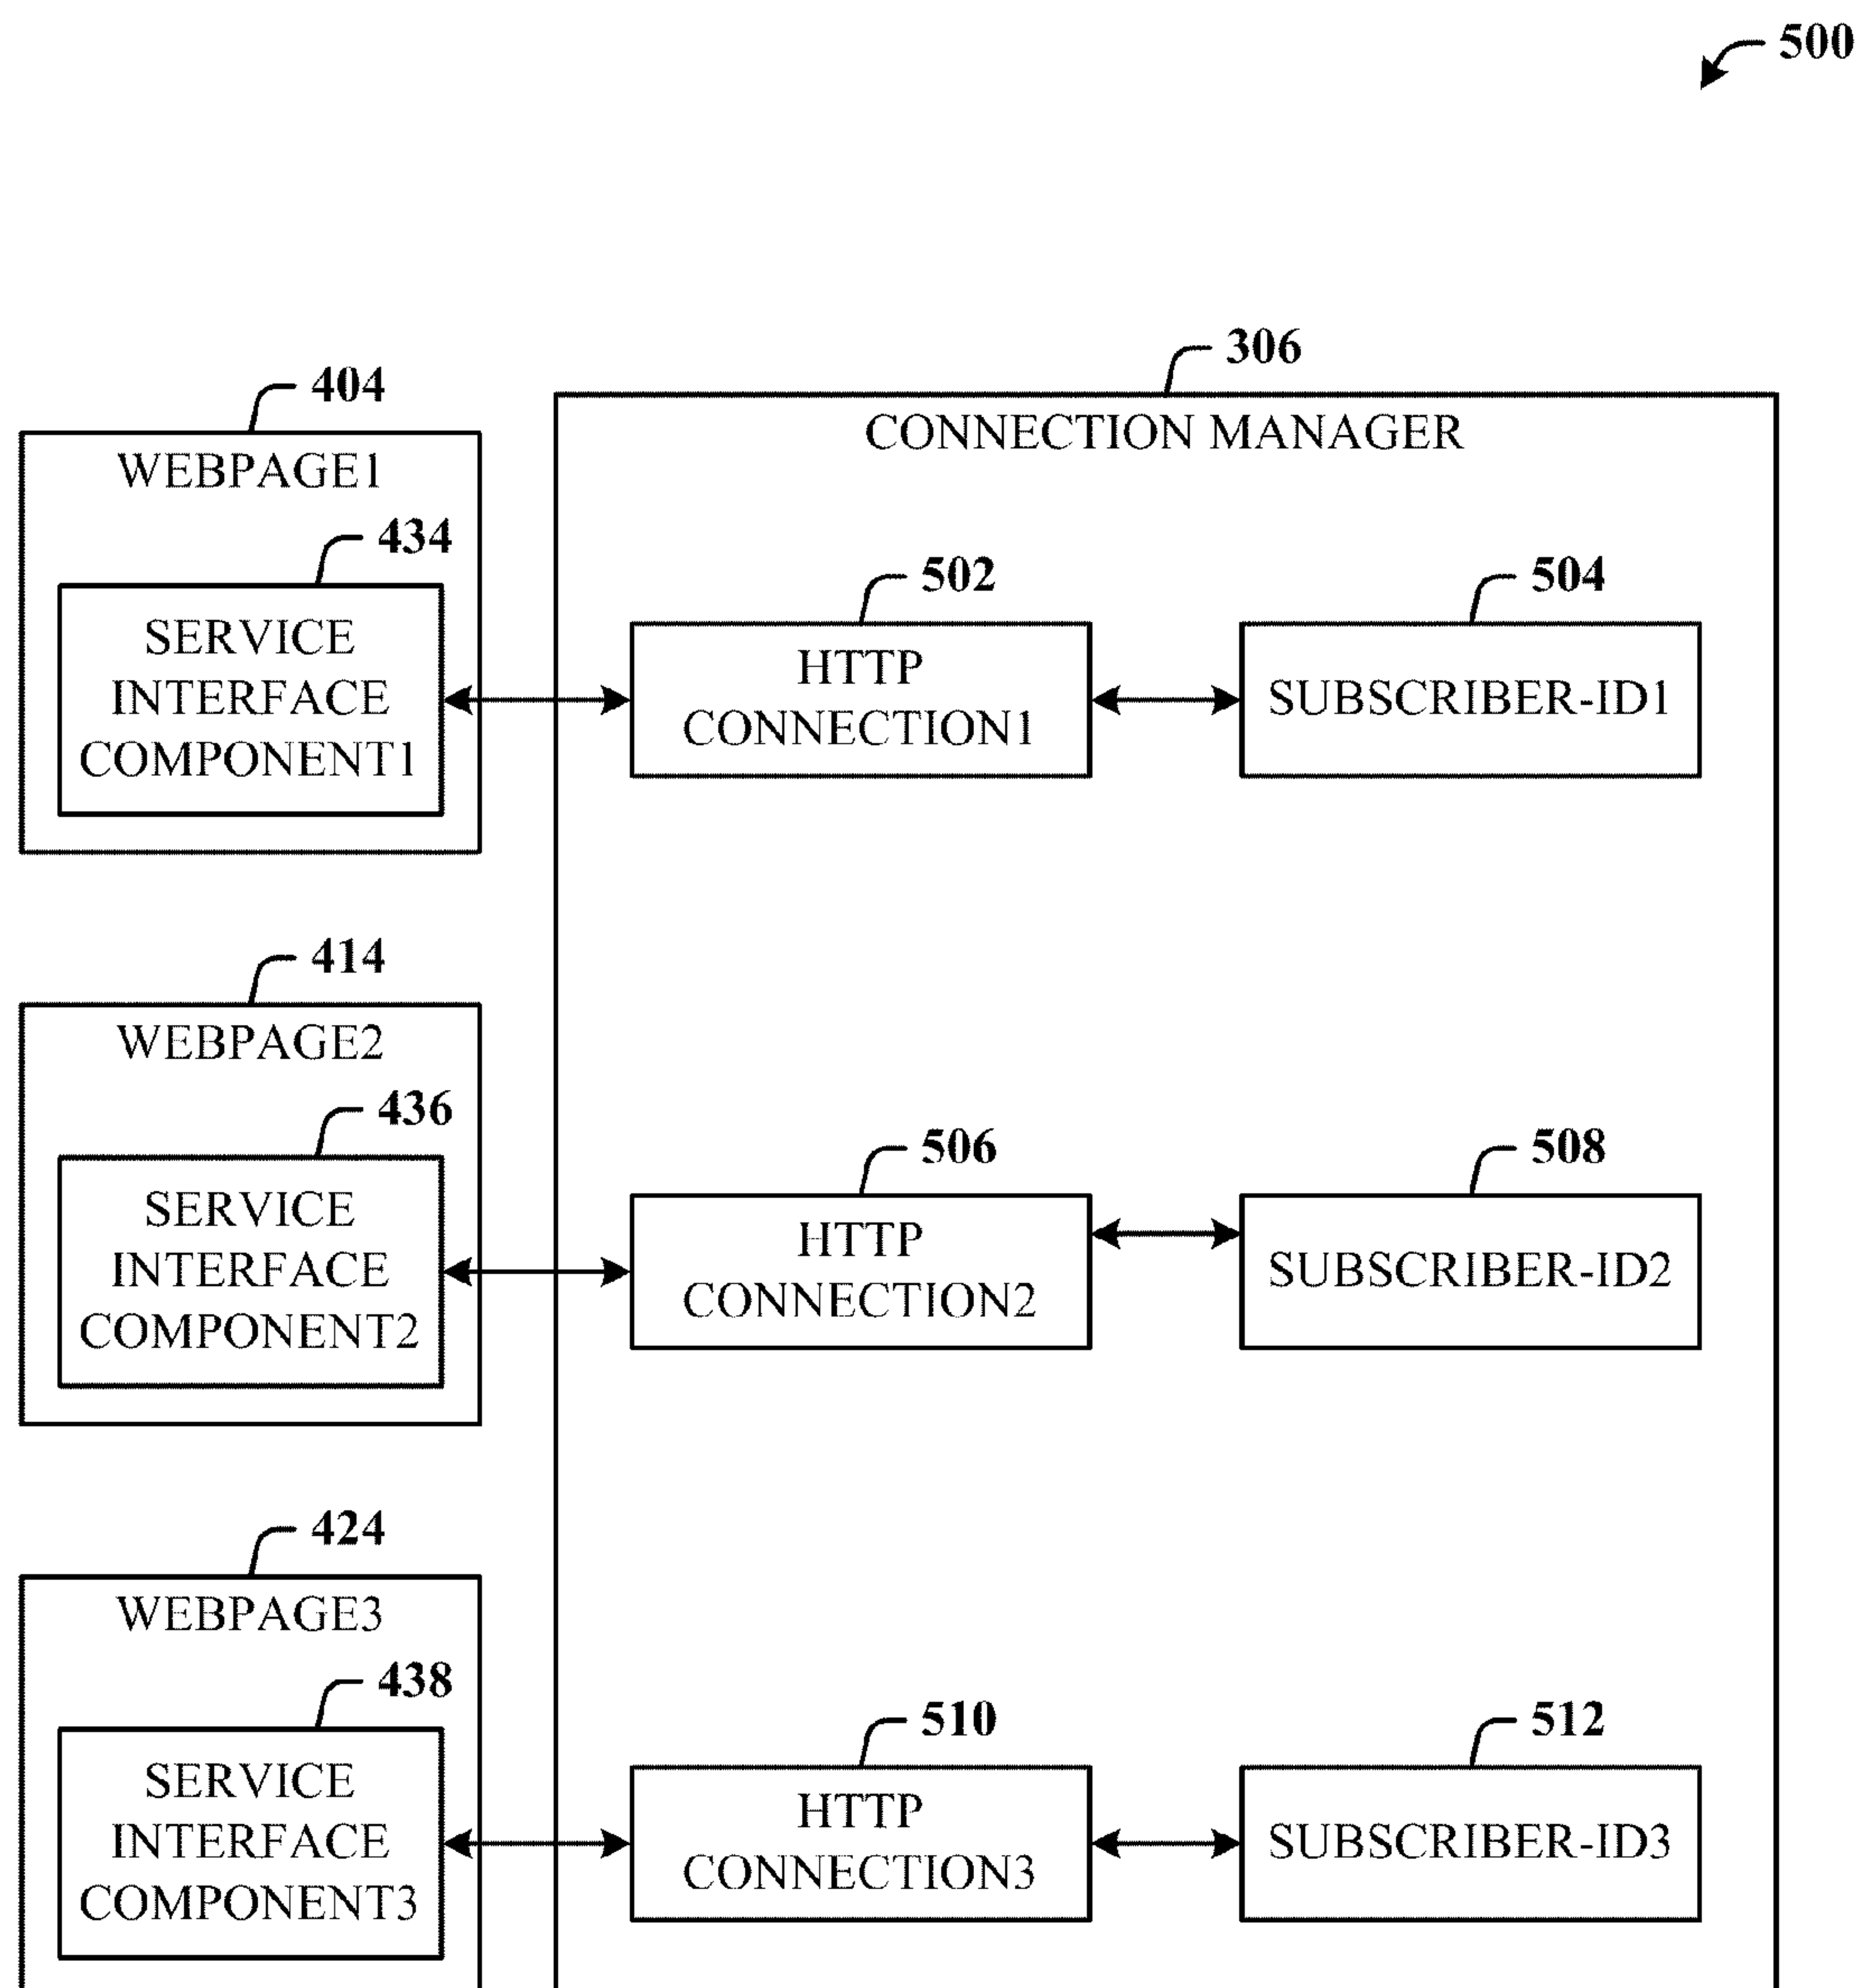 500
306
404
CONNECTION MANAGER
WEBPAGE1
434
SERVICE
INTERFACE
COMPONENT1
502
HTTP
CONNECTION1
504
SUBSCRIBER-ID1
414
WEBPAGE2
436
SERVICE
INTERFACE
COMPONENT2
506
HTTP
CONNECTION2
508
SUBSCRIBER-ID2
424
WEBPAGE3
438
SERVICE
INTERFACE
COMPONENT3
510
HTTP
CONNECTION3
512
SUBSCRIBER-ID3